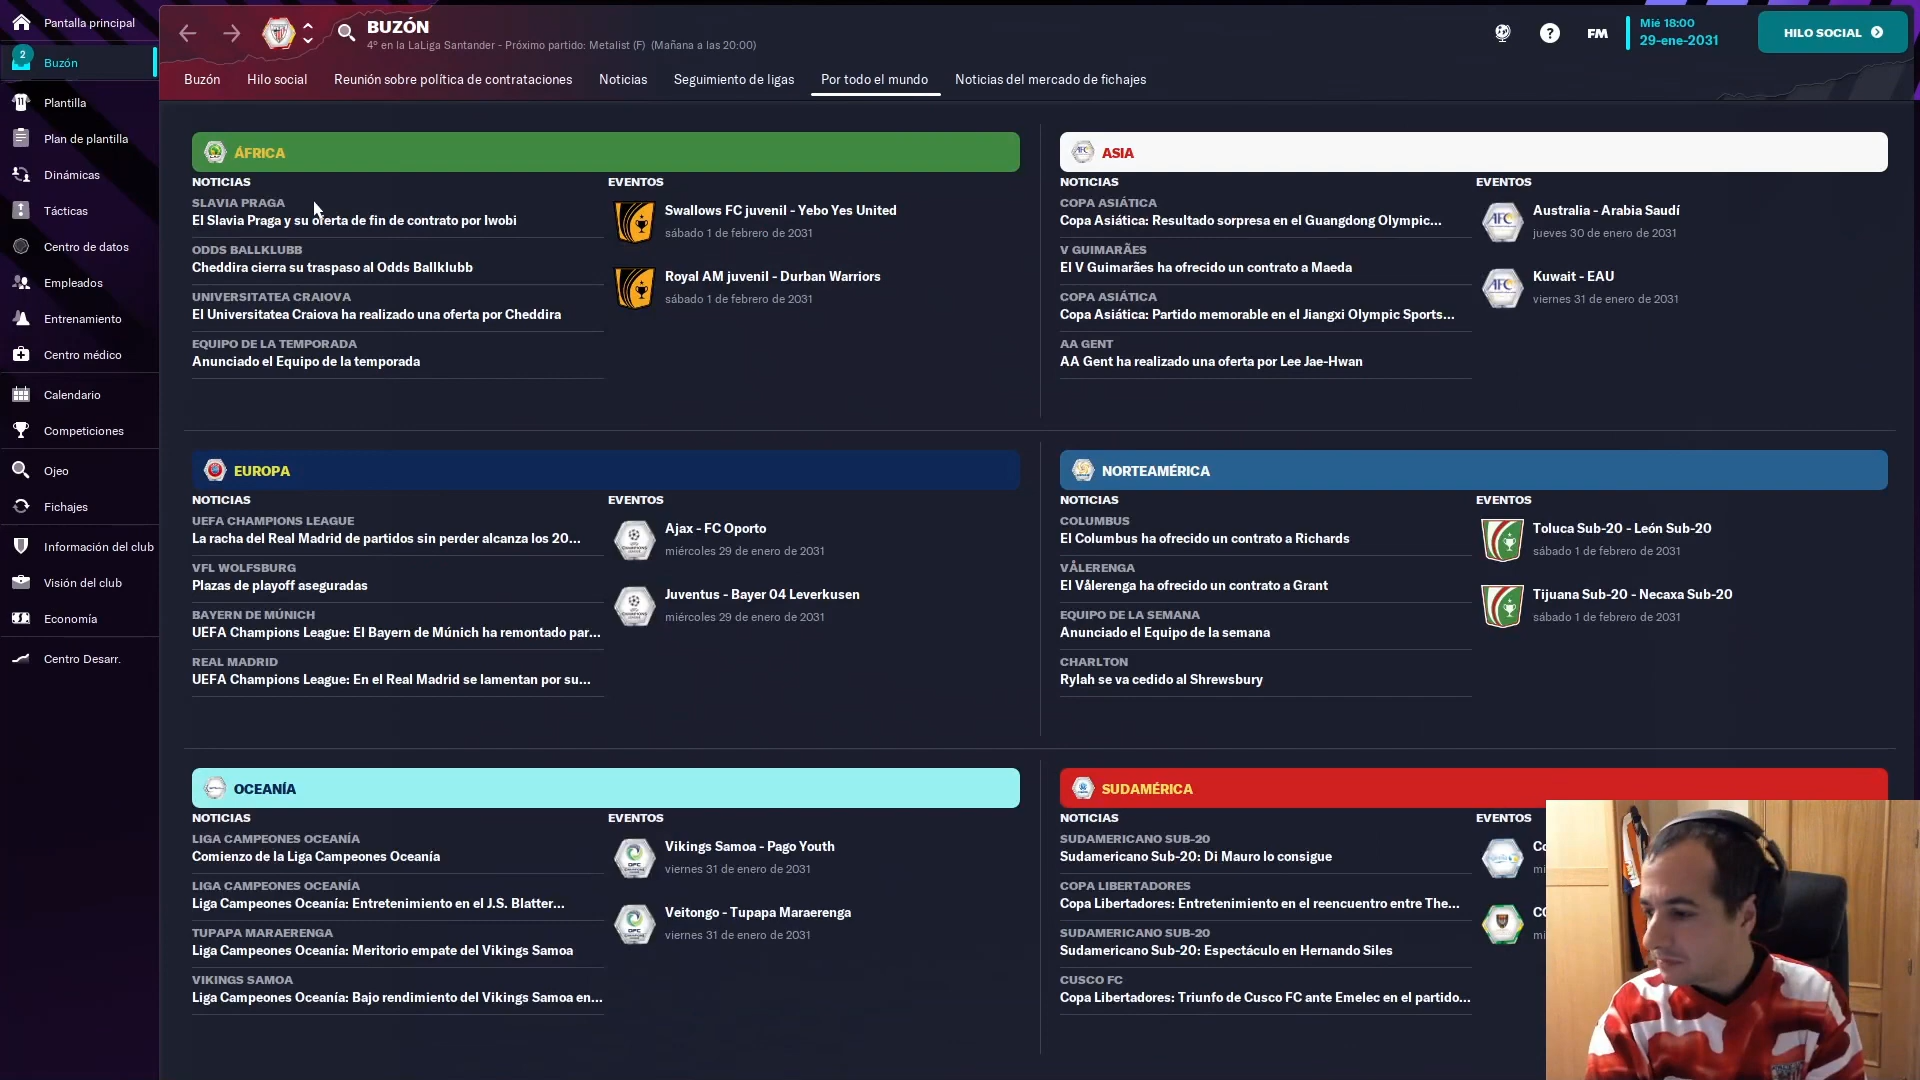 Pantalla principal
2
Buzón
Plantilla
Plan de plantilla
Dinámicas
Tácticas
Centro de datos
Empleados
Entrenamiento
Centro médico
Calendario
Competiciones
Ojeo
Fichajes
Información del club
Visión del club
Economía
Centro Desarr.
BUZÓN
4º en la LaLiga Santander - Próximo partido: Metalist (F) (Mañana a las 20:00)
FM
Mié 18:00
29-ene-2031
HILO SOCIAL
Buzón
Hilo social
Reunión sobre política de contrataciones
Noticias
Seguimiento de ligas
Por todo el mundo
Noticias del mercado de fichajes
ÁFRICA
NOTICIAS
SLAVIA PRAGA
El Slavia Praga y su oferta de fin de contrato por Iwobi
ODDS BALLKLUBB
Cheddira cierra su traspaso al Odds Ballklubb
UNIVERSITATEA CRAIOVA
El Universitatea Craiova ha realizado una oferta por Cheddira
EQUIPO DE LA TEMPORADA
Anunciado el Equipo de la temporada
EVENTOS
Swallows FC juvenil - Yebo Yes United
sábado 1 de febrero de 2031
Royal AM juvenil - Durban Warriors
sábado 1 de febrero de 2031
ASIA
NOTICIAS
COPA ASIÁTICA
Copa Asiática: Resultado sorpresa en el Guangdong Olympic...
V GUIMARÃES
El V Guimarães ha ofrecido un contrato a Maeda
COPA ASIÁTICA
Copa Asiática: Partido memorable en el Jiangxi Olympic Sports...
AA GENT
AA Gent ha realizado una oferta por Lee Jae-Hwan
EVENTOS
Australia - Arabia Saudí
jueves 30 de enero de 2031
Kuwait - EAU
viernes 31 de enero de 2031
EUROPA
NOTICIAS
UEFA CHAMPIONS LEAGUE
La racha del Real Madrid de partidos sin perder alcanza los 20...
VFL WOLFSBURG
Plazas de playoff aseguradas
BAYERN DE MÚNICH
UEFA Champions League: El Bayern de Múnich ha remontado par...
REAL MADRID
UEFA Champions League: En el Real Madrid se lamentan por su...
EVENTOS
Ajax - FC Oporto
miércoles 29 de enero de 2031
Juventus - Bayer 04 Leverkusen
miércoles 29 de enero de 2031
NORTEAMÉRICA
NOTICIAS
COLUMBUS
El Columbus ha ofrecido un contrato a Richards
VÅLERENGA
El Vålerenga ha ofrecido un contrato a Grant
EQUIPO DE LA SEMANA
Anunciado el Equipo de la semana
CHARLTON
Rylah se va cedido al Shrewsbury
EVENTOS
Toluca Sub-20 - León Sub-20
sábado 1 de febrero de 2031
Tijuana Sub-20 - Necaxa Sub-20
sábado 1 de febrero de 2031
OCEANÍA
NOTICIAS
LIGA CAMPEONES OCEANÍA
Comienzo de la Liga Campeones Oceanía
LIGA CAMPEONES OCEANÍA
Liga Campeones Oceanía: Entretenimiento en el J.S. Blatter...
TUPAPA MARAERENGA
Liga Campeones Oceanía: Meritorio empate del Vikings Samoa
VIKINGS SAMOA
Liga Campeones Oceanía: Bajo rendimiento del Vikings Samoa en...
EVENTOS
Vikings Samoa - Pago Youth
viernes 31 de enero de 2031
Veitongo - Tupapa Maraerenga
viernes 31 de enero de 2031
SUDAMÉRICA
NOTICIAS
SUDAMERICANO SUB-20
Sudamericano Sub-20: Di Mauro lo consigue
COPA LIBERTADORES
Copa Libertadores: Entretenimiento en el reencuentro entre The...
SUDAMERICANO SUB-20
Sudamericano Sub-20: Espectáculo en Hernando Siles
CUSCO FC
Copa Libertadores: Triunfo de Cusco FC ante Emelec en el partido...
EVENTOS